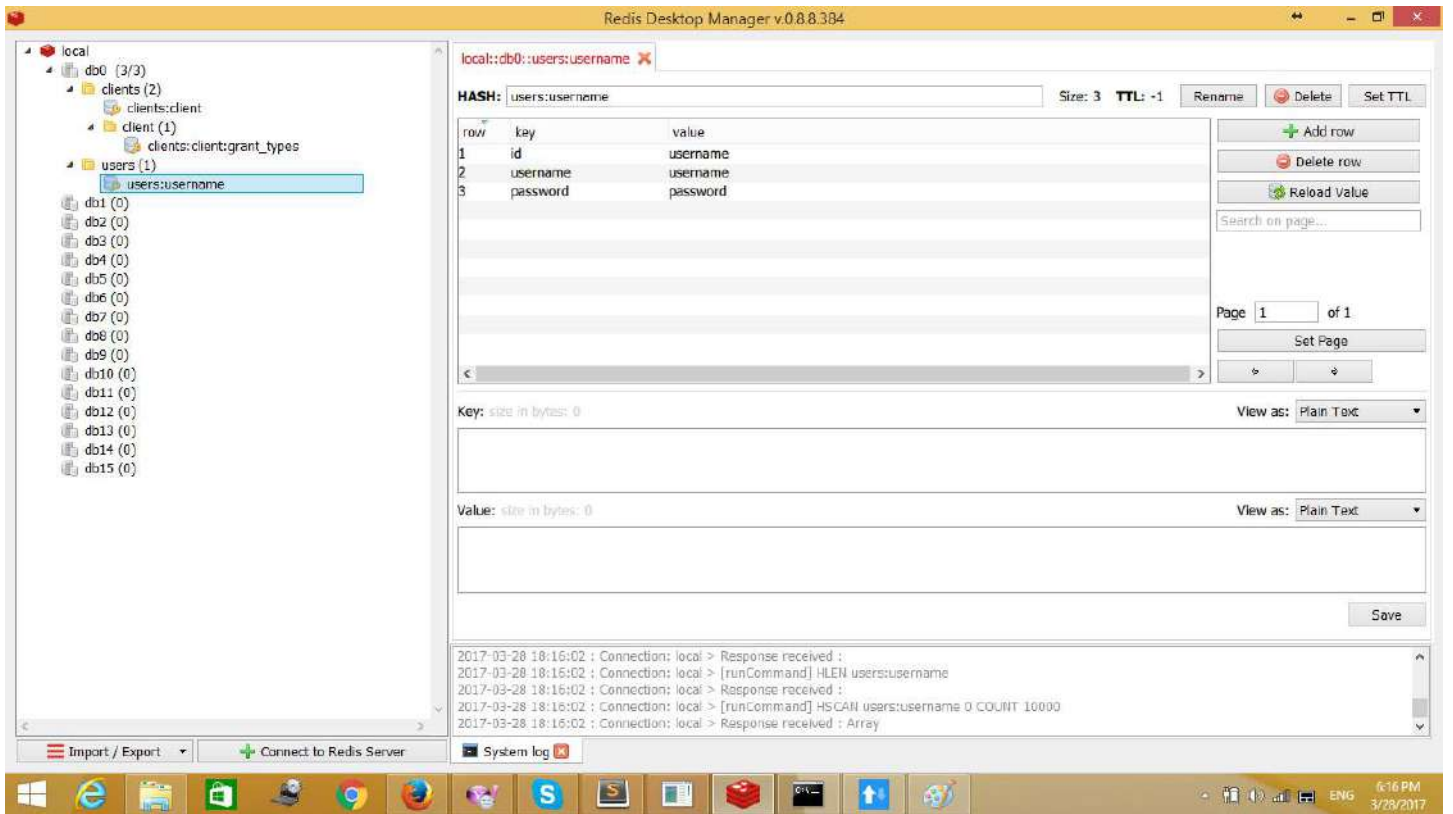 Redis Desktop Manager v.0.8.8.384
local
db0 (3/3)
clients (2)
clients:client
client (1)
clients:client:grant_types
users (1)
users:username
db1 (0)
db2 (0)
db3 (0)
db4 (0)
db5 (0)
db6 (0)
db7 (0)
db8 (0)
db9 (0)
db10 (0)
db11 (0)
db12 (0)
db13 (0)
db14 (0)
db15 (0)
Import / Export
Connect to Redis Server
local::db0::users:username
HASH: users:username Size: 3 TTL: -1 Rename Delete Set TTL
row key value
1 id username
2 username username
3 password password
Add row
Delete row
Reload Value
Search on page...
Page 1 of 1
Set Page
Key: size in bytes: 0 View as: Plain Text
Value: size in bytes: 0 View as: Plain Text
Save
2017-03-28 18:16:02 : Connection: local > Response received :
2017-03-28 18:16:02 : Connection: local > [runCommand] HLEN users:username
2017-03-28 18:16:02 : Connection: local > Response received :
2017-03-28 18:16:02 : Connection: local > [runCommand] HSCAN users:username 0 COUNT 10000
2017-03-28 18:16:02 : Connection: local > Response received : Array
System log
ENG
6:16 PM
3/28/2017